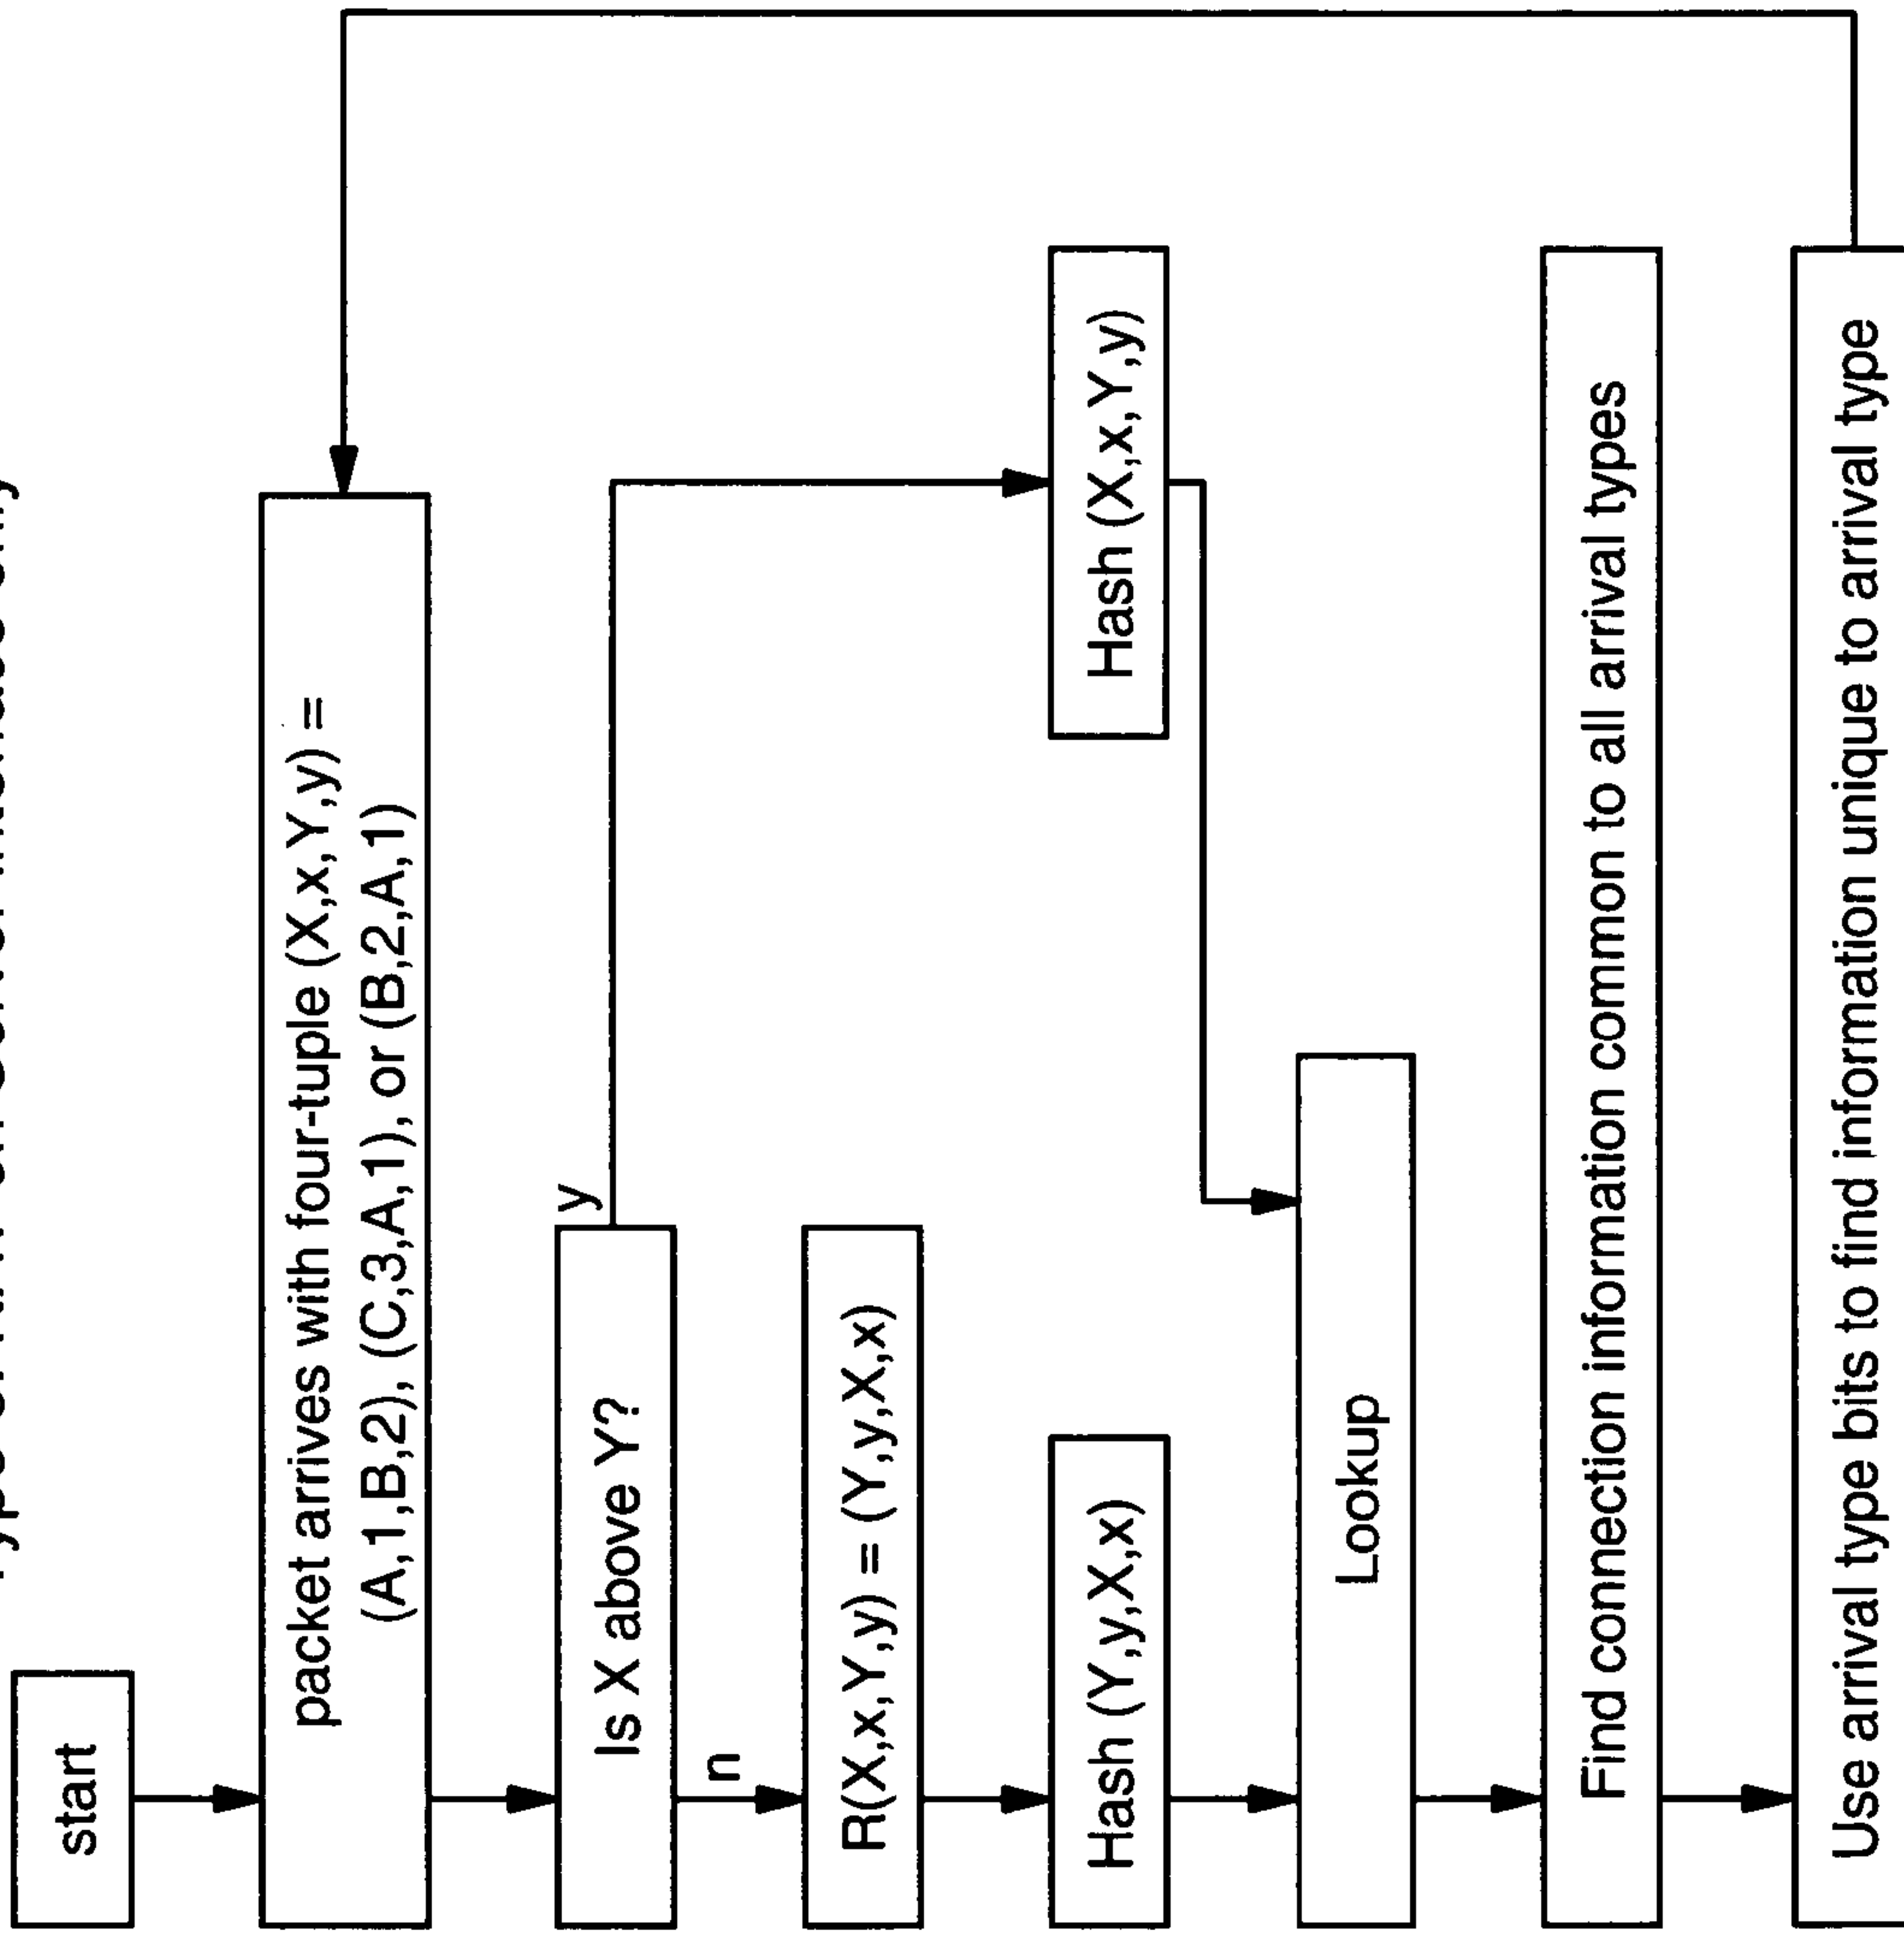 start
packet arrives with four-tuple (X,x,Y,y) =
(A,1,B,2), (C,3,A,1), or (B,2,A,1)
Is X above Y?
y
n
R(X,x,Y,y) = (Y,y,X,x)
Hash (Y,y,X,x)
Hash (X,x,Y,y)
Lookup
Find connection information common to all arrival types
Use arrival type bits to find information unique to arrival type